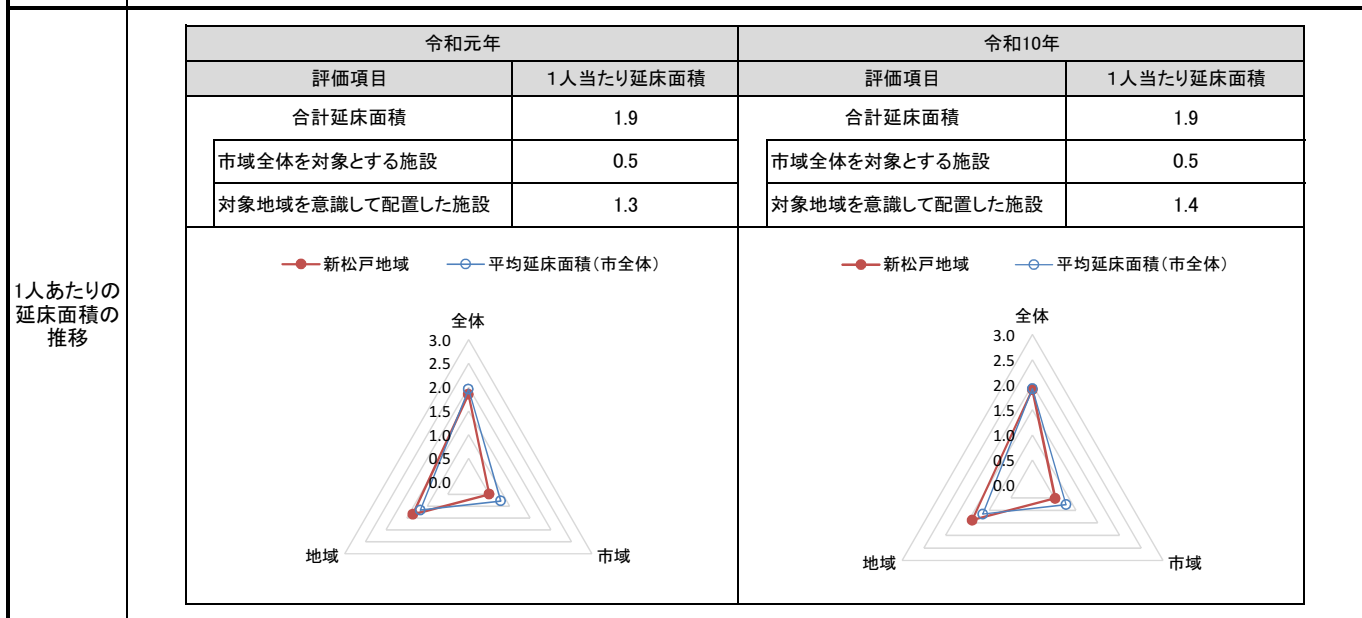 令和元年 令和10年
評価項目 1人当たり延床面積 評価項目 1人当たり延床面積
合計延床面積 1.9 合計延床面積 1.9
市域全体を対象とする施設 0.5 市域全体を対象とする施設 0.5
対象地域を意識して配置した施設 1.3 対象地域を意識して配置した施設 1.4
1人あたりの
延床面積の
推移
新松戸地域 平均延床面積(市全体)
全体
3.0
2.5
2.0
1.5
1.0
0.5
0.0
地域 市域
新松戸地域 平均延床面積(市全体)
全体
3.0
2.5
2.0
1.5
1.0
0.5
0.0
地域 市域